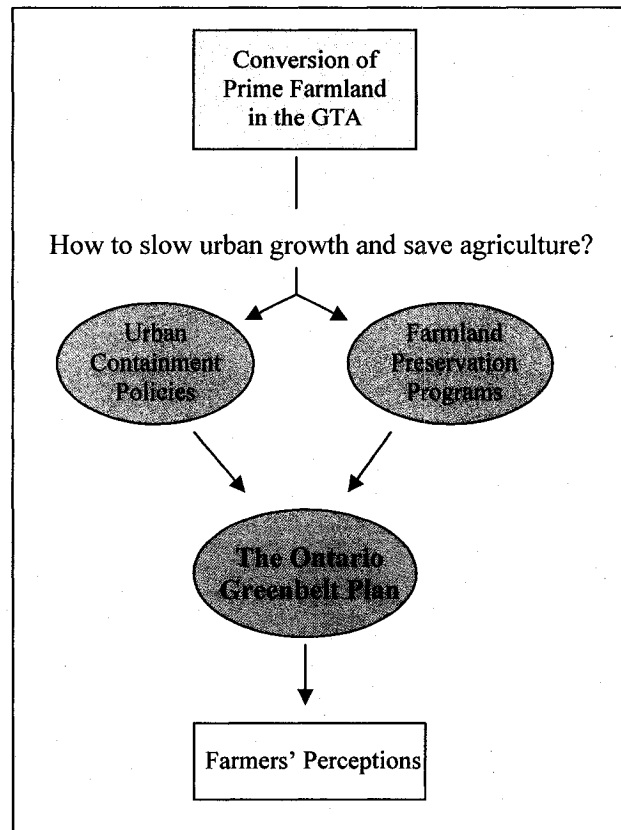 Conversion of
Prime Farmland
in the GTA
How to slow urban growth and save agriculture?
Urban
Containment
Policies
Farmland
Preservation
Programs
The Ontario
Greenbelt Plan
Farmers’ Perceptions